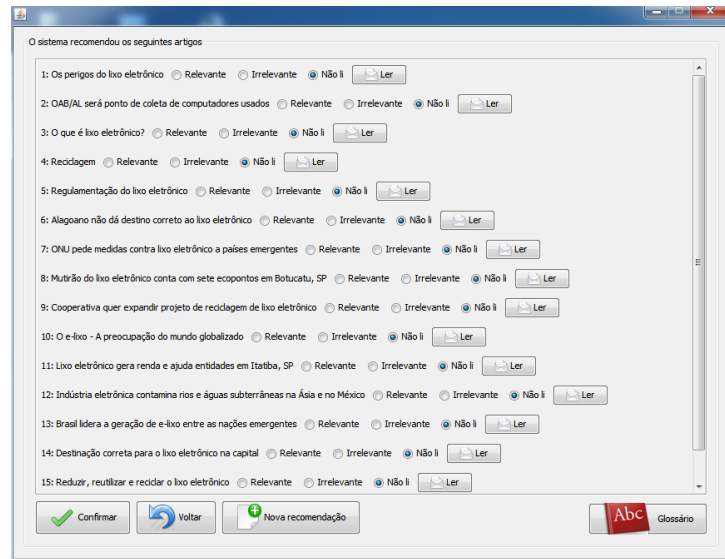 O sistema recomendou os seguintes artigos
1: Os perigos do lixo eletrônico Relevante Irrelevante Não li Ler
2: OAB/AL será ponto de coleta de computadores usados Relevante Irrelevante Não li Ler
3: O que é lixo eletrônico? Relevante Irrelevante Não li Ler
4: Reciclagem Relevante Irrelevante Não li Ler
5: Regulamentação do lixo eletrônico Relevante Irrelevante Não li Ler
6: Alagoano não dá destino correto ao lixo eletrônico Relevante Irrelevante Não li Ler
7: ONU pede medidas contra lixo eletrônico a países emergentes Relevante Irrelevante Não li Ler
8: Mutirão do lixo eletrônico conta com sete ecopontos em Botucatu, SP Relevante Irrelevante Não li Ler
9: Cooperativa quer expandir projeto de reciclagem de lixo eletrônico Relevante Irrelevante Não li Ler
10: O e-lixo - A preocupação do mundo globalizado Relevante Irrelevante Não li Ler
11: Lixo eletrônico gera renda e ajuda entidades em Itatiba, SP Relevante Irrelevante Não li Ler
12: Indústria eletrônica contamina rios e águas subterrâneas na Ásia e no México Relevante Irrelevante Não li Ler
13: Brasil lidera a geração de e-lixo entre as nações emergentes Relevante Irrelevante Não li Ler
14: Destinação correta para o lixo eletrônico na capital Relevante Irrelevante Não li Ler
15: Reduzir, reutilizar e reciclar o lixo eletrônico Relevante Irrelevante Não li Ler
Confirmar Voltar Nova recomendação Abc Glossário